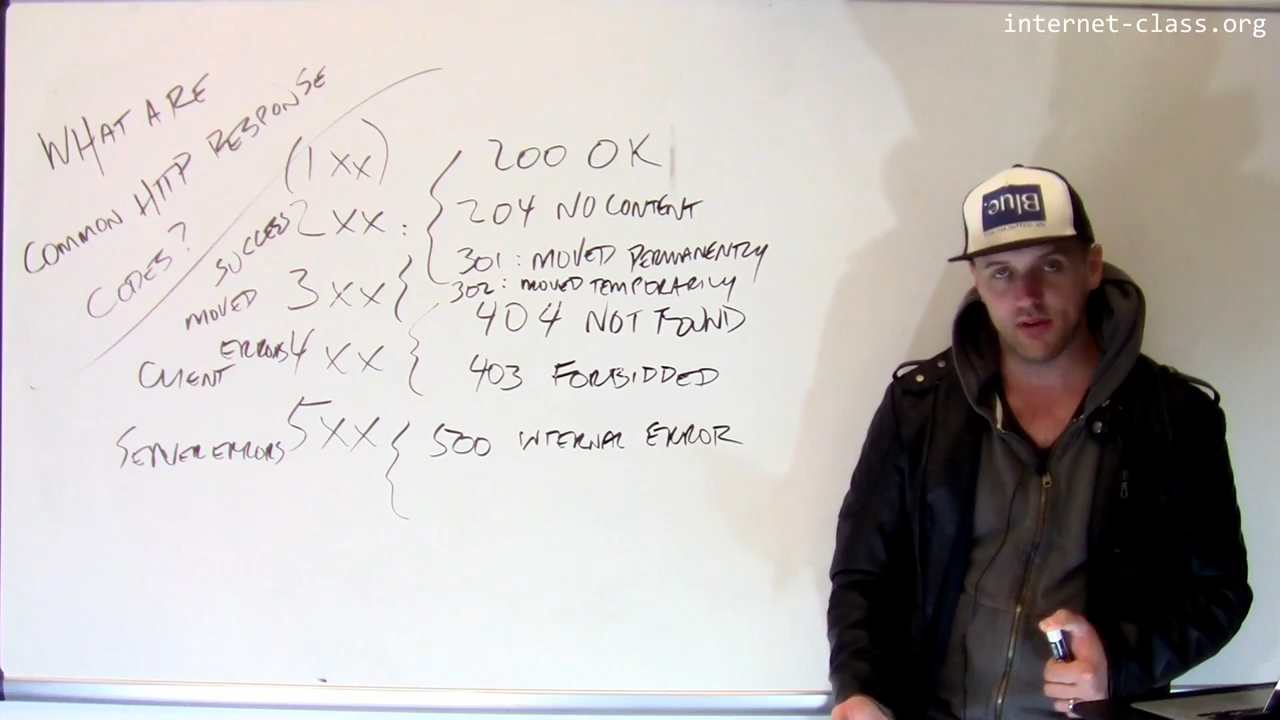 internet-class.org
WHAT ARE
COMMON HTTP RESPONSE
CODES?
(1XX)
SUCCESS 2XX : 200 OK
204 NO CONTENT
MOVED 3XX 301 : MOVED PERMANENTLY
302 : MOVED TEMPORARILY
CLIENT ERRORS 4XX 404 NOT FOUND
403 FORBIDDED
SERVER ERRORS 5XX 500 INTERNAL ERROR
Blue.